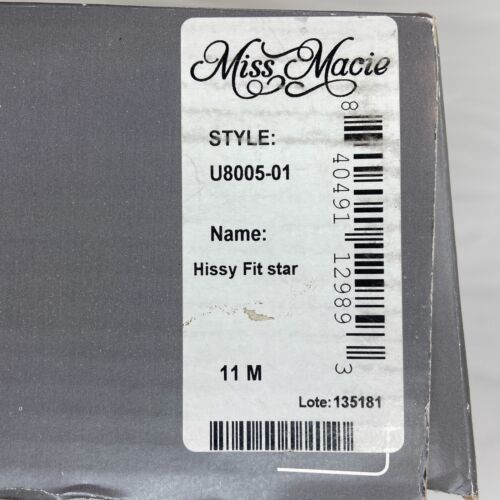 Miss Macie
STYLE:
U8005-01
Name:
Hissy Fit star
11 M
Lote:135181
8 40491 12989 3